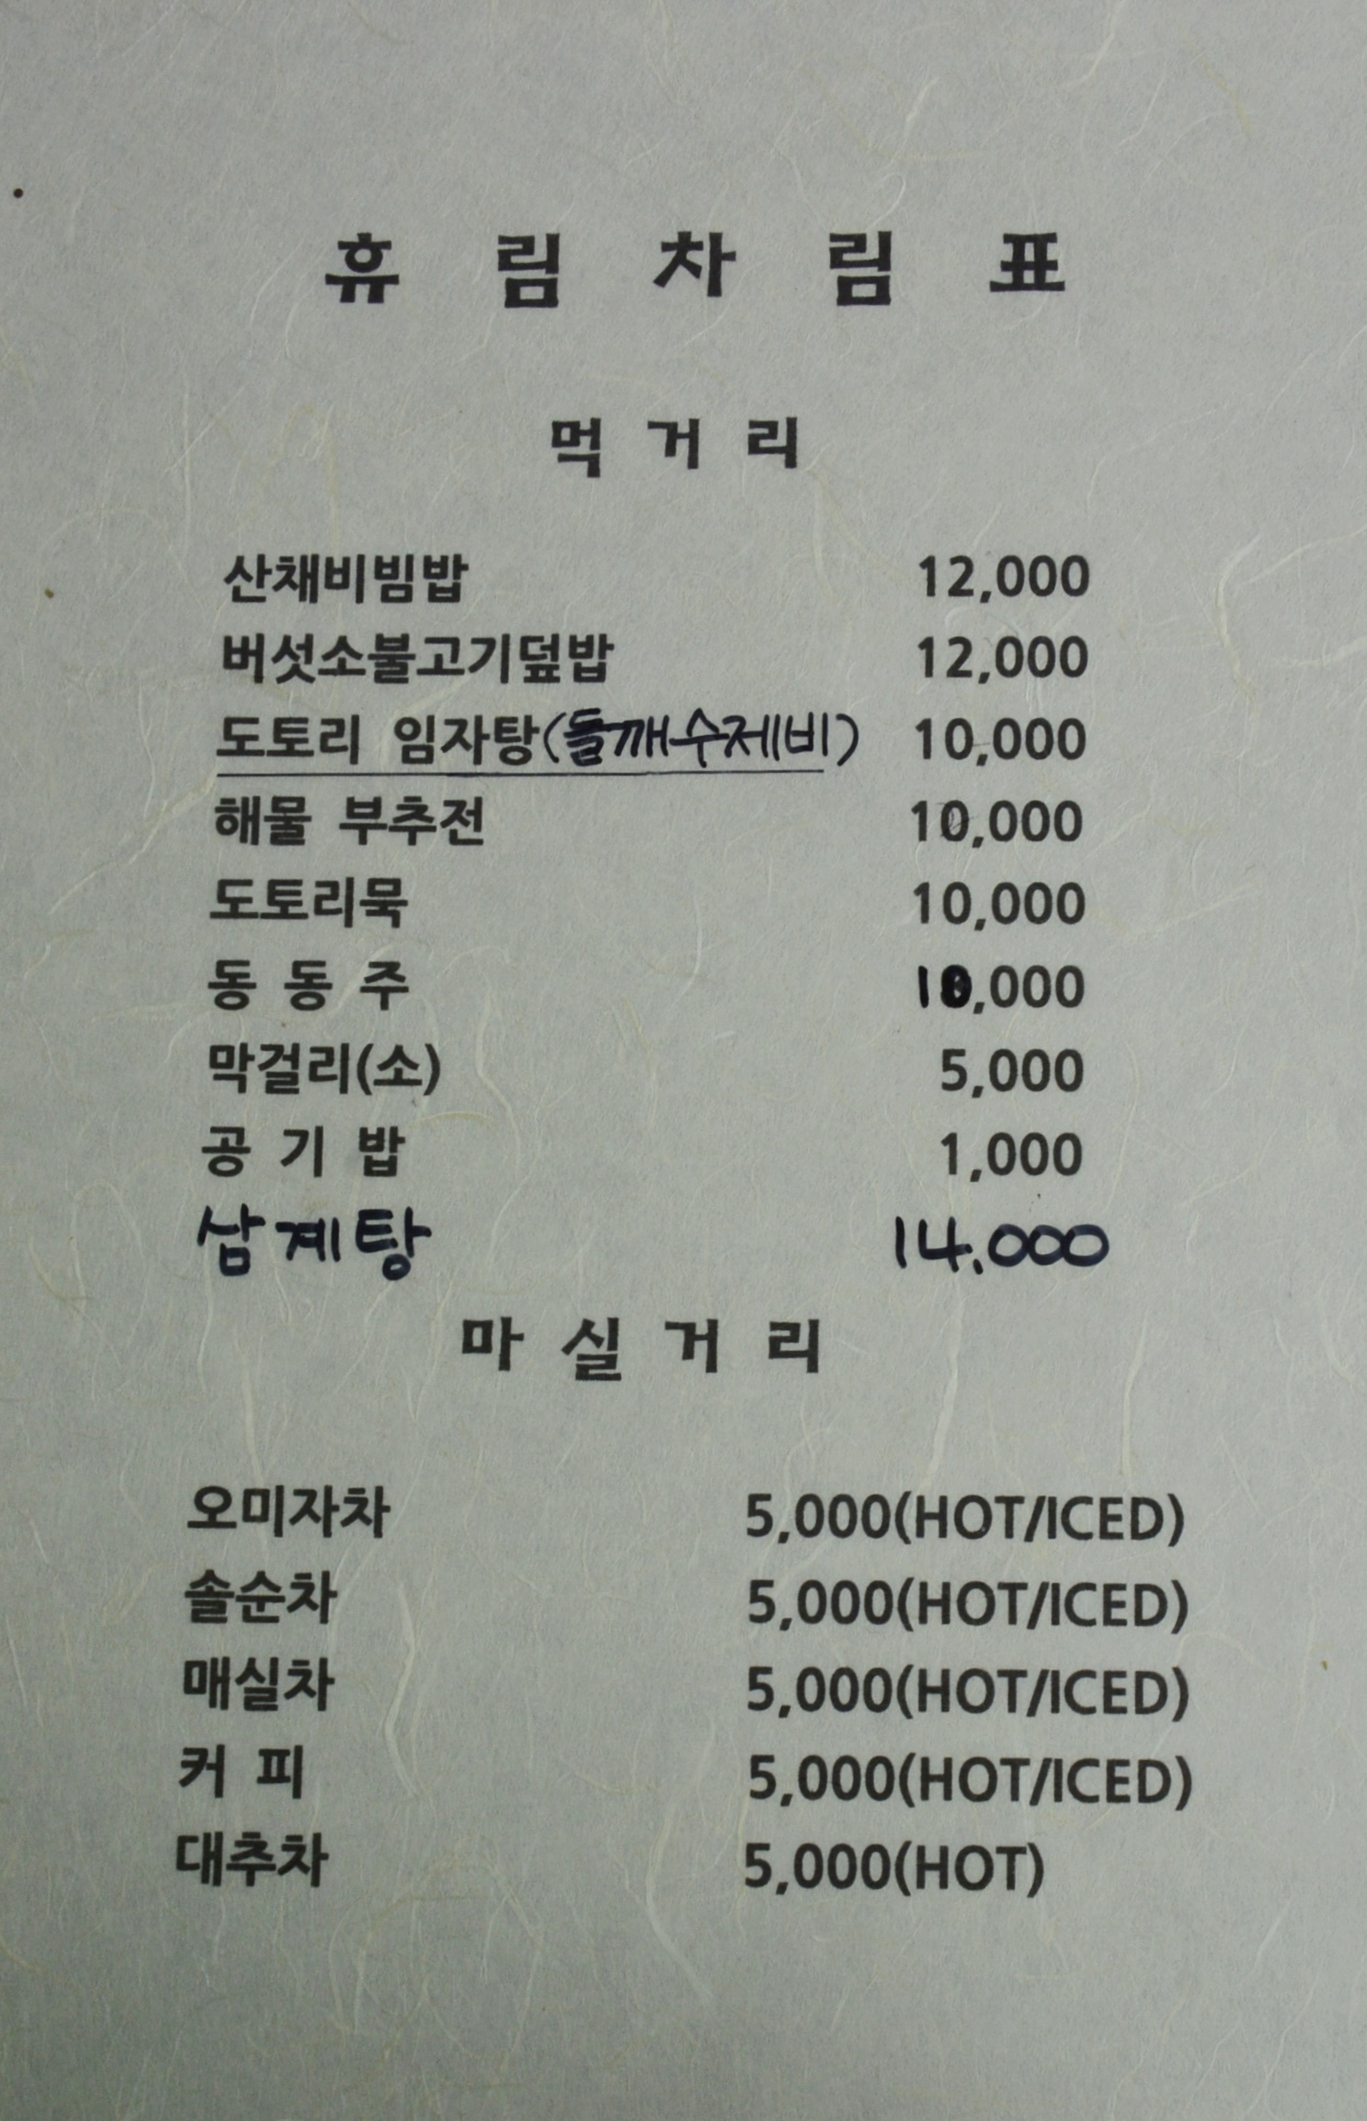 휴 림 차 림 표
먹 거 리
산채비빔밥 12,000
버섯소불고기덮밥 12,000
도토리 임자탕(들깨수제비) 10,000
해물 부추전 10,000
도토리묵 10,000
동 동 주 10,000
막걸리(소) 5,000
공 기 밥 1,000
삼계탕 14.000
마 실 거 리
오미자차 5,000(HOT/ICED)
솔순차 5,000(HOT/ICED)
매실차 5,000(HOT/ICED)
커 피 5,000(HOT/ICED)
대추차 5,000(HOT)